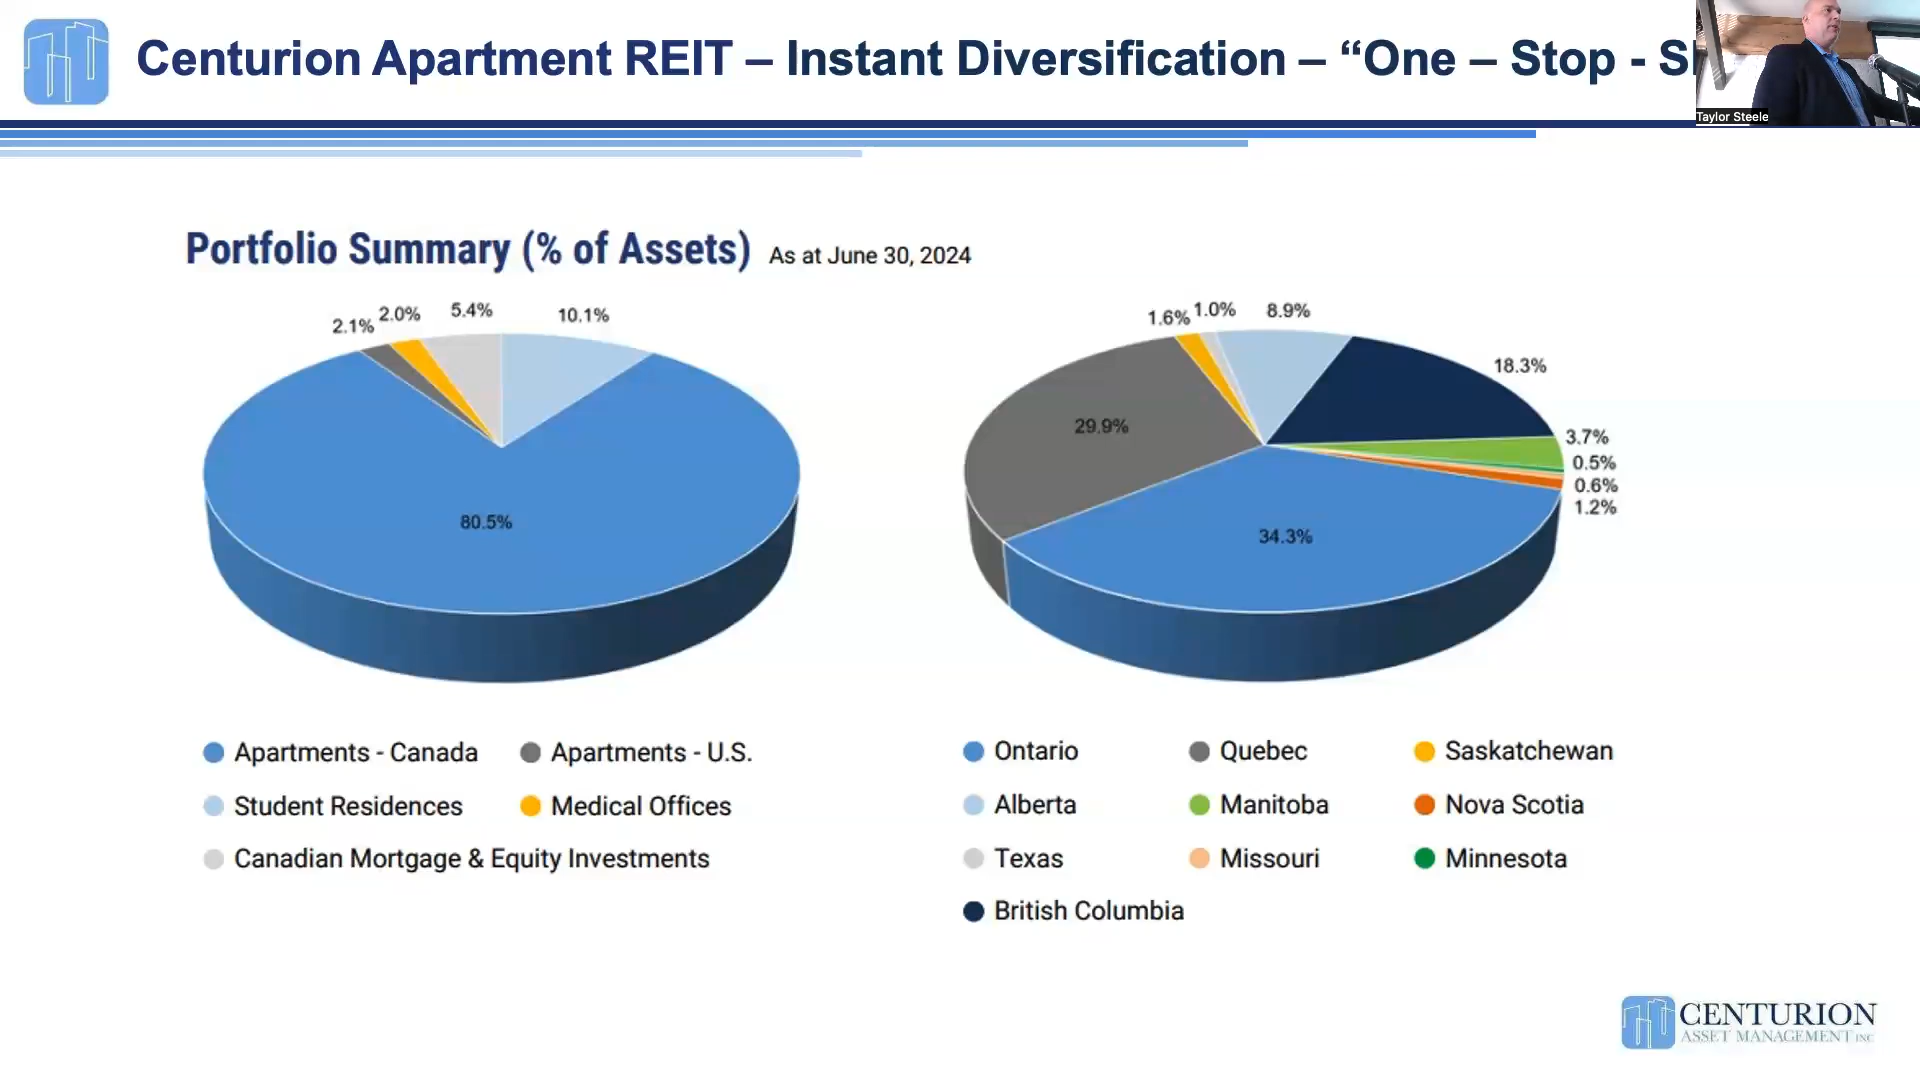 Centurion Apartment REIT – Instant Diversification – “One – Stop - S
Taylor Steele
Portfolio Summary (% of Assets) As at June 30, 2024
2.1% 2.0% 5.4% 10.1%
80.5%
1.6% 1.0% 8.9%
18.3%
29.9%
3.7%
0.5%
0.6%
1.2%
34.3%
Apartments - Canada Apartments - U.S.
Student Residences Medical Offices
Canadian Mortgage & Equity Investments
Ontario Quebec Saskatchewan
Alberta Manitoba Nova Scotia
Texas Missouri Minnesota
British Columbia
CENTURION
ASSET MANAGEMENT INC